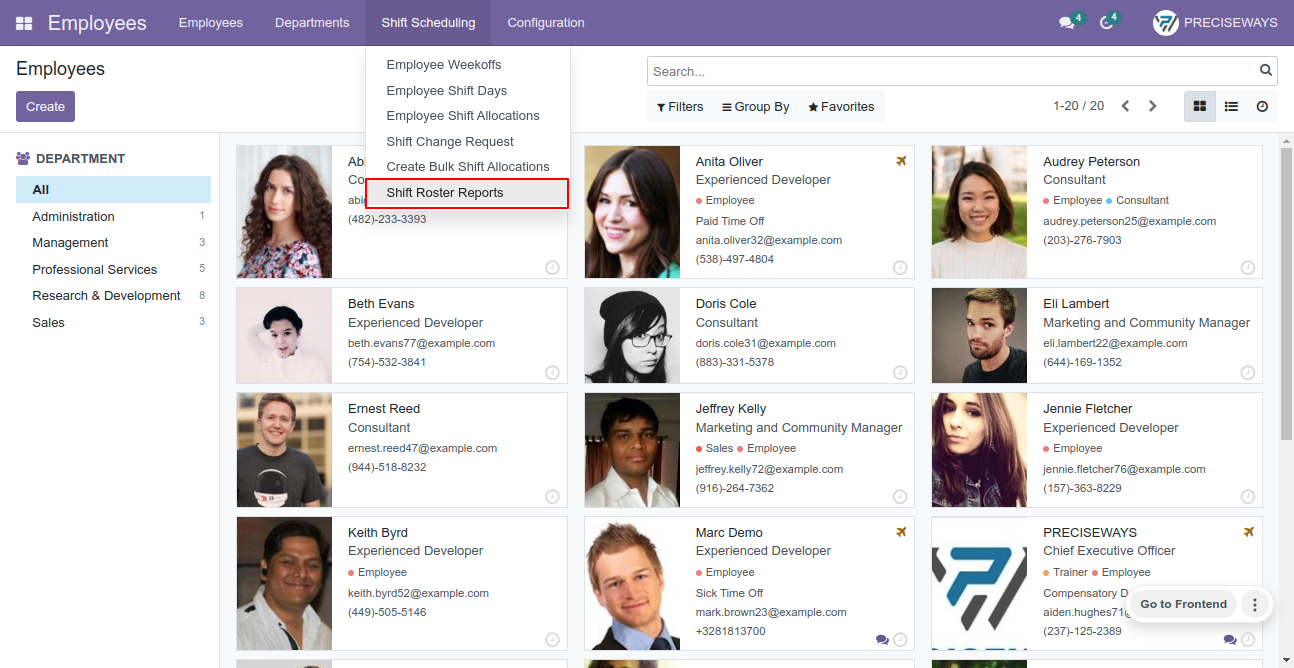 Employees Employees Departments Shift Scheduling Configuration 4 4 PRECISEWAYS
Employees
Create
Search...
Filters Group By Favorites 1-20 / 20
Employee Weekoffs
Employee Shift Days
Employee Shift Allocations
Shift Change Request
Create Bulk Shift Allocations
Shift Roster Reports
DEPARTMENT
All
Administration 1
Management 3
Professional Services 5
Research & Development 8
Sales 3
(482)-233-3393
Anita Oliver
Experienced Developer
Employee
Paid Time Off
anita.oliver32@example.com
(538)-497-4804
Audrey Peterson
Consultant
Employee Consultant
audrey.peterson25@example.com
(203)-276-7903
Beth Evans
Experienced Developer
beth.evans77@example.com
(754)-532-3841
Doris Cole
Consultant
doris.cole31@example.com
(883)-331-5378
Eli Lambert
Marketing and Community Manager
eli.lambert22@example.com
(644)-169-1352
Ernest Reed
Consultant
ernest.reed47@example.com
(944)-518-8232
Jeffrey Kelly
Marketing and Community Manager
Sales Employee
jeffrey.kelly72@example.com
(916)-264-7362
Jennie Fletcher
Experienced Developer
Employee
jennie.fletcher76@example.com
(157)-363-8229
Keith Byrd
Experienced Developer
Employee
keith.byrd52@example.com
(449)-505-5146
Marc Demo
Experienced Developer
Employee
Sick Time Off
mark.brown23@example.com
+3281813700
PRECISEWAYS
Chief Executive Officer
Trainer Employee
Compensatory D
aiden.hughes71@
(237)-125-2389
Go to Frontend